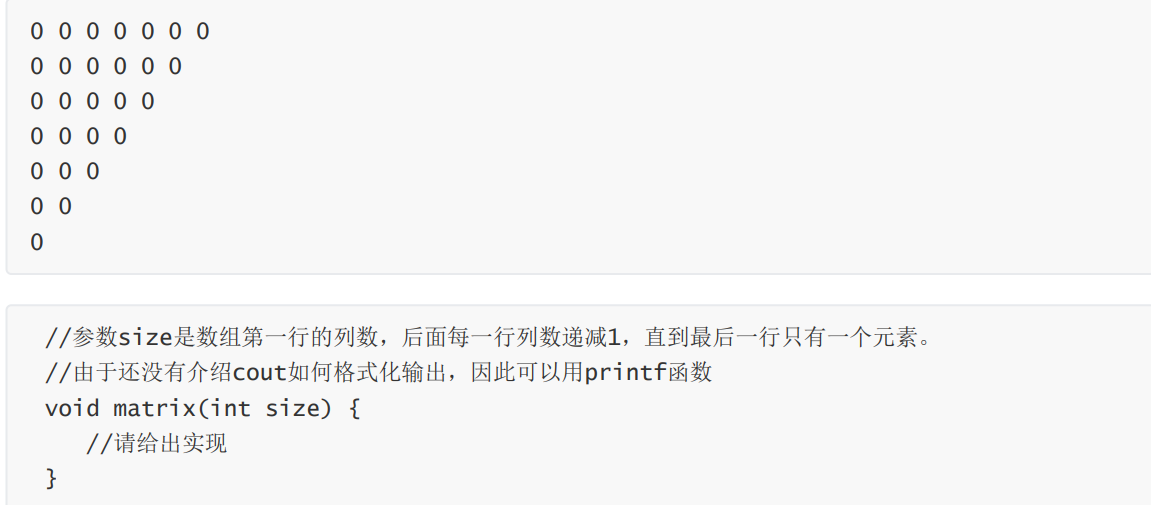 0 0 0 0 0 0 0
0 0 0 0 0 0
0 0 0 0 0
0 0 0 0
0 0 0
0 0
0
//参数size是数组第一行的列数，后面每一行列数递减1，直到最后一行只有一个元素。
//由于还没有介绍cout如何格式化输出，因此可以用printf函数
void matrix(int size) {
//请给出实现
}